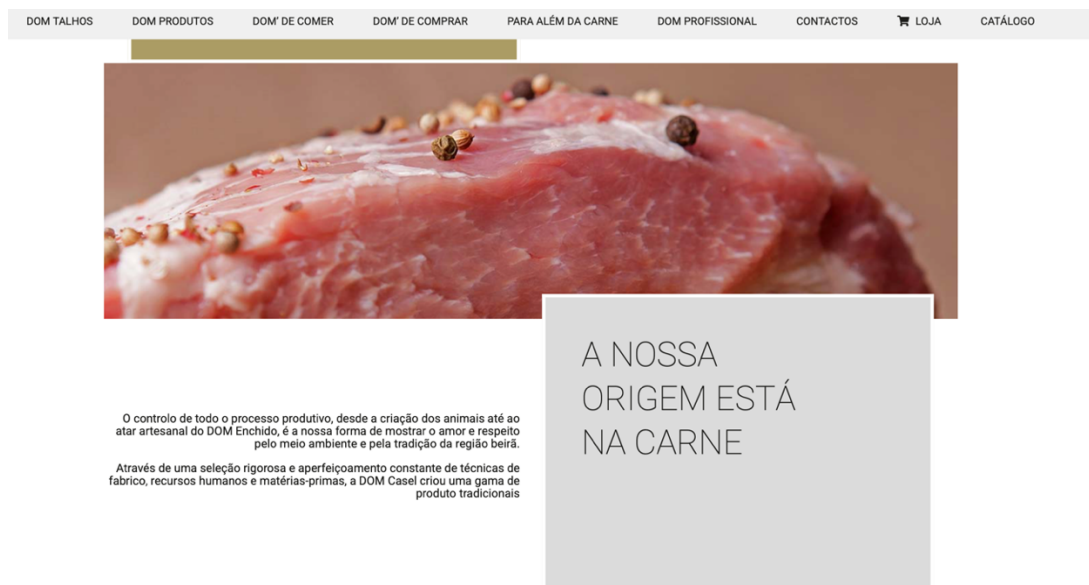 DOM TALHOS DOM PRODUTOS DOM' DE COMER DOM' DE COMPRAR PARA ALÉM DA CARNE DOM PROFISSIONAL CONTACTOS LOJA CATÁLOGO
A NOSSA
ORIGEM ESTÁ
NA CARNE
O controlo de todo o processo produtivo, desde a criação dos animais até ao
atar artesanal do DOM Enchido, é a nossa forma de mostrar o amor e respeito
pelo meio ambiente e pela tradição da região beirã.
Através de uma seleção rigorosa e aperfeiçoamento constante de técnicas de
fabrico, recursos humanos e matérias-primas, a DOM Casel criou uma gama de
produto tradicionais